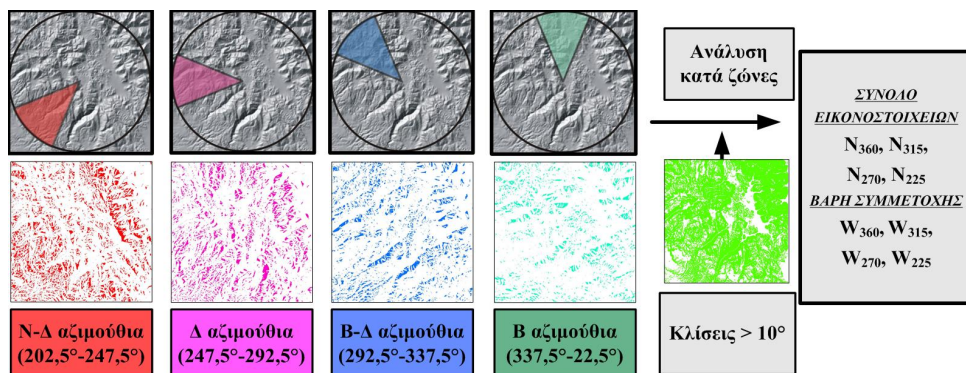 Ανάλυση
κατά ζώνες
ΣΥΝΟΛΟ
ΕΙΚΟΝΟΣΤΟΙΧΕΙΩΝ
N360, N315,
N270, N225
ΒΑΡΗ ΣΥΜΜΕΤΟΧΗΣ
W360, W315,
W270, W225
Ν-Δ αζιμούθια
(202,5°-247,5°)
Δ αζιμούθια
(247,5°-292,5°)
Β-Δ αζιμούθια
(292,5°-337,5°)
Β αζιμούθια
(337,5°-22,5°)
Κλίσεις > 10°